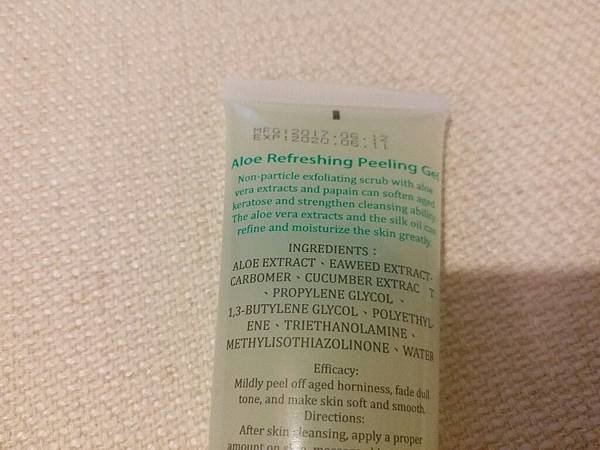 MFG:2017.06.12
EXP:2020.06.11
Aloe Refreshing Peeling Gel
Non-particle exfoliating scrub with aloe
vera extracts and papain can soften aged
keratose and strengthen cleansing ability.
The aloe vera extracts and the silk oil can
refine and moisturize the skin greatly.
INGREDIENTS：
ALOE EXTRACT、EAWEED EXTRACT、
CARBOMER、CUCUMBER EXTRAC T
、PROPYLENE GLYCOL、
1,3-BUTYLENE GLYCOL、POLYETHYL-
ENE、TRIETHANOLAMINE、
METHYLISOTHIAZOLINONE、WATER
Efficacy:
Mildly peel off aged horniness, fade dull
tone, and make skin soft and smooth.
Directions:
After skin cleansing, apply a proper
amount on